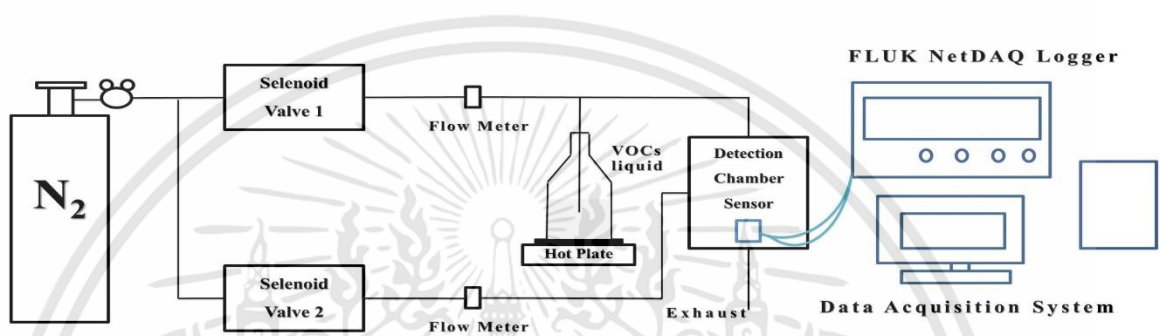 FLUK NetDAQ Logger
Selenoid
Valve 1
Flow Meter
VOCs
liquid
Detection
Chamber
Sensor
N2
Hot Plate
Selenoid
Valve 2
Flow Meter
Exhaust
Data Acquisition System